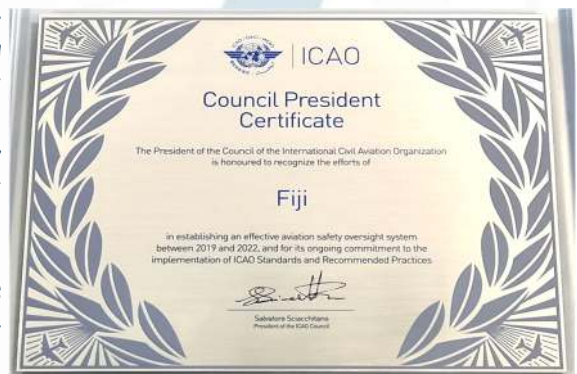 ICAO
Council President
Certificate
The President of the Council of the International Civil Aviation Organization
is honoured to recognize the efforts of
Fiji
in establishing an effective aviation safety oversight system
between 2019 and 2022, and for its ongoing commitment to the
implementation of ICAO Standards and Recommended Practices
Salvatore Sciacchitano
President of the ICAO Council